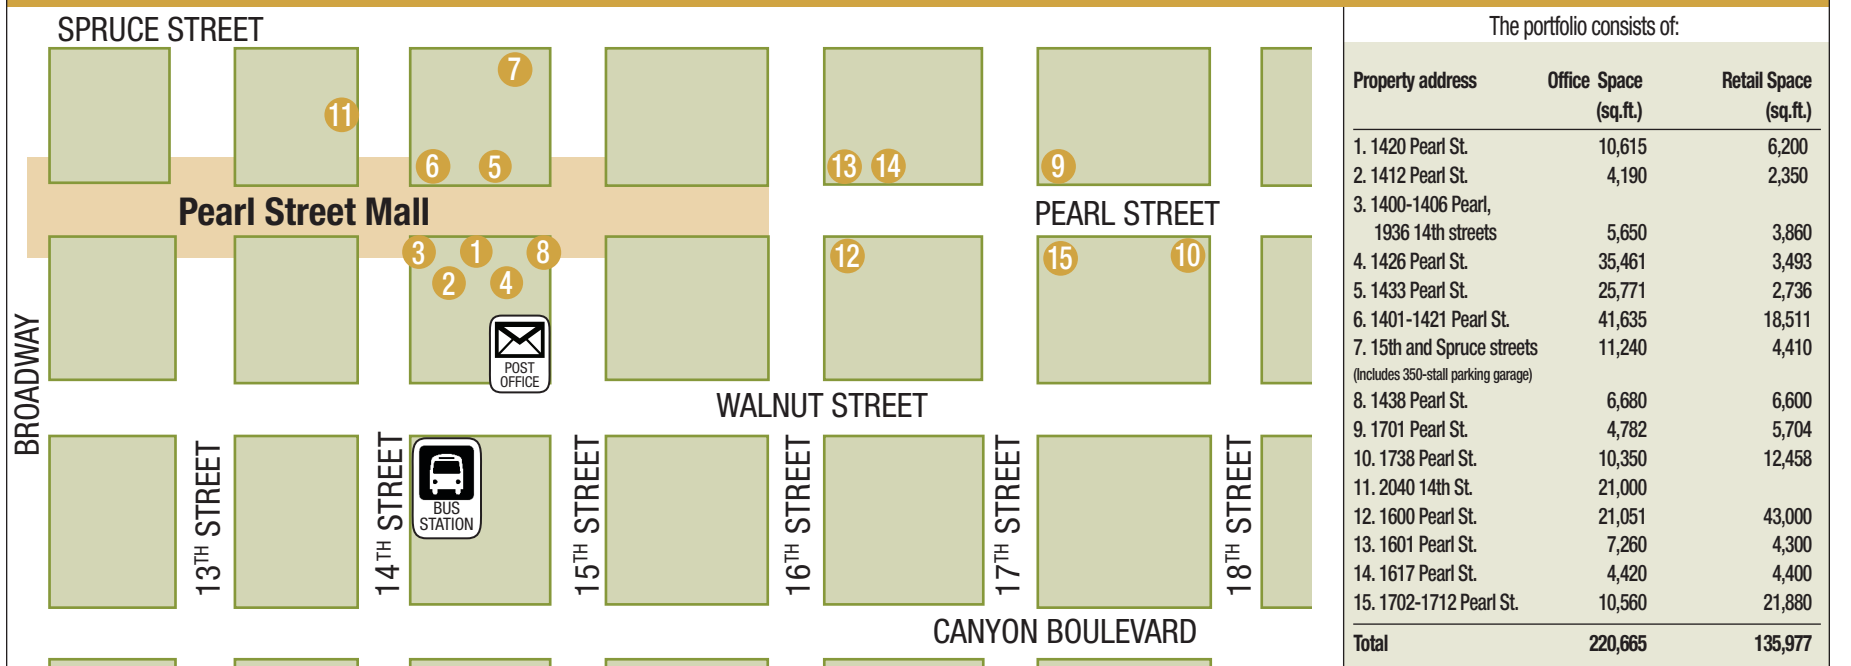 SPRUCE STREET
7
11
6
5
13
14
9
Pearl Street Mall
PEARL STREET
3
1
8
12
15
10
2
4
POST
OFFICE
BROADWAY
WALNUT STREET
13TH STREET
14TH STREET
BUS
STATION
15TH STREET
16TH STREET
17TH STREET
18TH STREET
CANYON BOULEVARD
The portfolio consists of:
Property address Office Space Retail Space
(sq.ft.) (sq.ft.)
1. 1420 Pearl St. 10,615 6,200
2. 1412 Pearl St. 4,190 2,350
3. 1400-1406 Pearl,
1936 14th streets 5,650 3,860
4. 1426 Pearl St. 35,461 3,493
5. 1433 Pearl St. 25,771 2,736
6. 1401-1421 Pearl St. 41,635 18,511
7. 15th and Spruce streets 11,240 4,410
(Includes 350-stall parking garage)
8. 1438 Pearl St. 6,680 6,600
9. 1701 Pearl St. 4,782 5,704
10. 1738 Pearl St. 10,350 12,458
11. 2040 14th St. 21,000
12. 1600 Pearl St. 21,051 43,000
13. 1601 Pearl St. 7,260 4,300
14. 1617 Pearl St. 4,420 4,400
15. 1702-1712 Pearl St. 10,560 21,880
Total 220,665 135,977